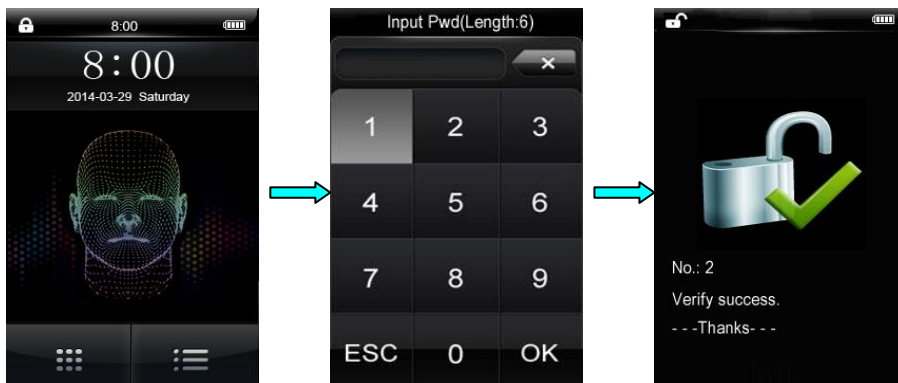 8:00
8:00
2014-03-29 Saturday
Input Pwd(Length:6)
1 2 3
4 5 6
7 8 9
ESC 0 OK
No.: 2
Verify success.
- - -Thanks- - -